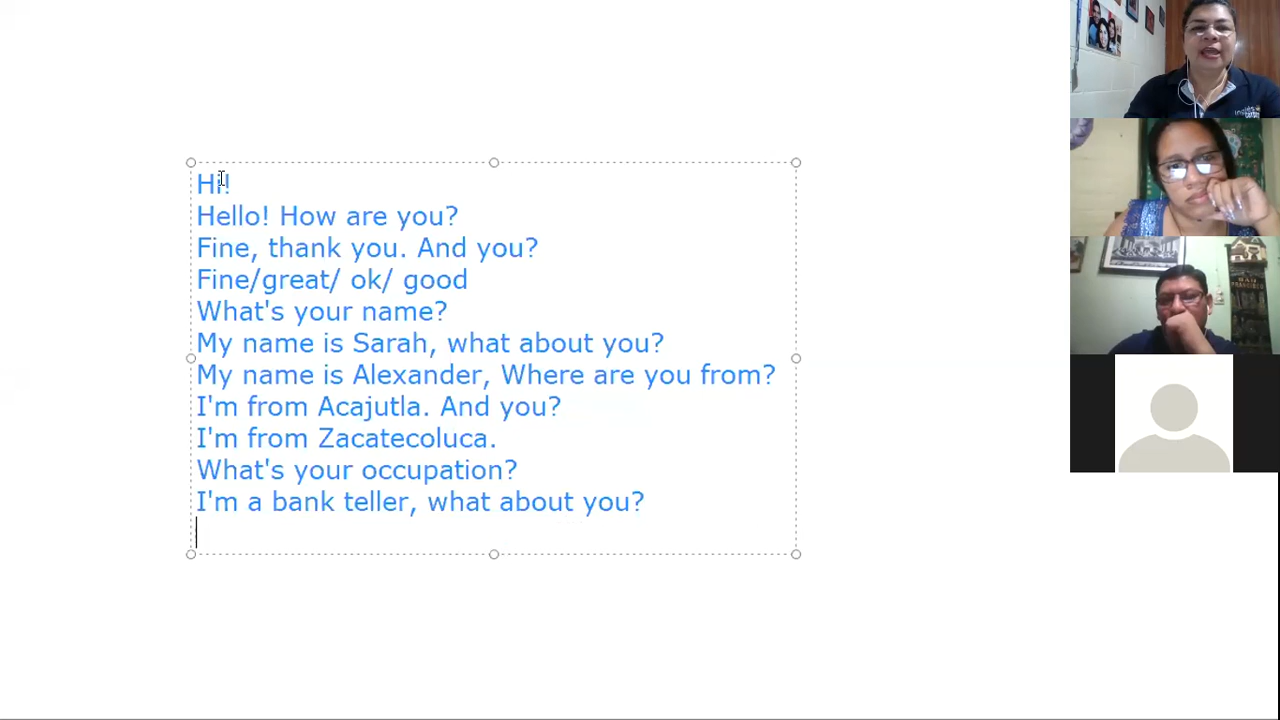 Hi!
Hello! How are you?
Fine, thank you. And you?
Fine/great/ ok/ good
What's your name?
My name is Sarah, what about you?
My name is Alexander, Where are you from?
I'm from Acajutla. And you?
I'm from Zacatecoluca.
What's your occupation?
I'm a bank teller, what about you?